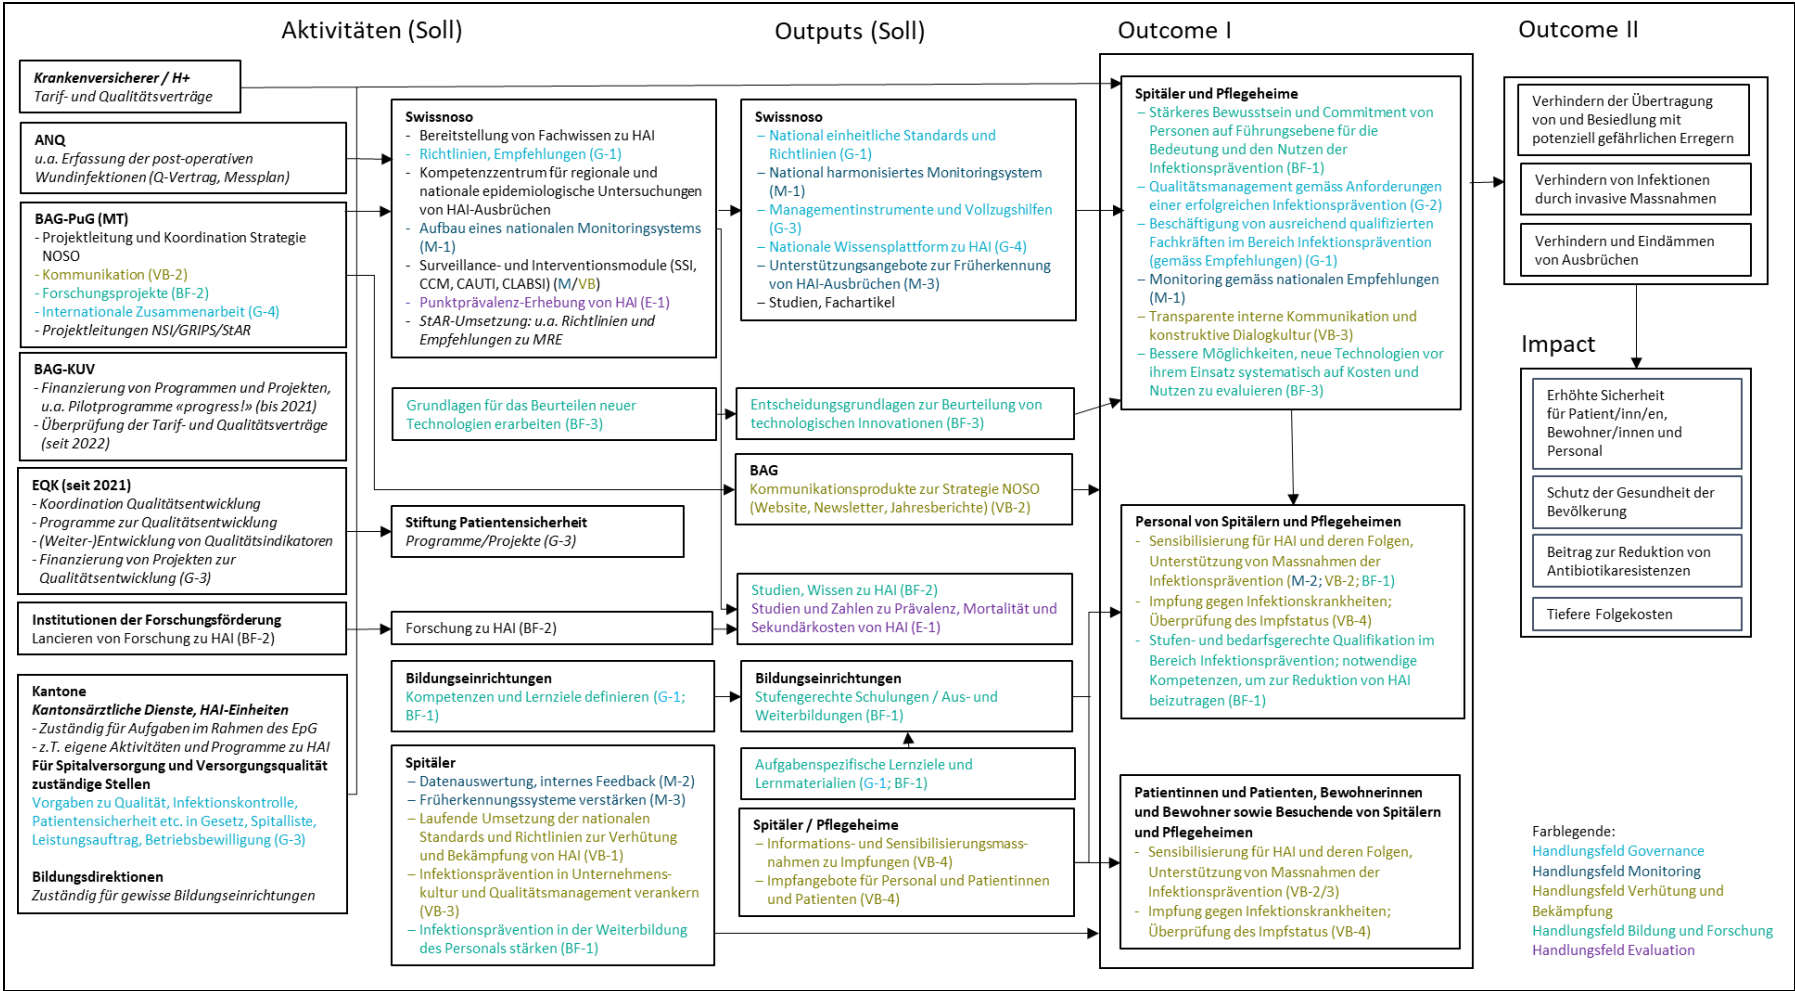 Aktivitäten (Soll)
Outputs (Soll)
Outcome I
Outcome II
Krankenversicherer / H+
Tarif- und Qualitätsverträge
ANQ
u.a. Erfassung der post-operativen
Wundinfektionen (Q-Vertrag, Messplan)
BAG-PuG (MT)
- Projektleitung und Koordination Strategie
NOSO
- Kommunikation (VB-2)
- Forschungsprojekte (BF-2)
- Internationale Zusammenarbeit (G-4)
- Projektleitungen NSI/GRIPS/StAR
BAG-KUV
- Finanzierung von Programmen und Projekten,
u.a. Pilotprogramme «progress!» (bis 2021)
- Überprüfung der Tarif- und Qualitätsverträge
(seit 2022)
EQK (seit 2021)
- Koordination Qualitätsentwicklung
- Programme zur Qualitätsentwicklung
- (Weiter-)Entwicklung von Qualitätsindikatoren
- Finanzierung von Projekten zur
Qualitätsentwicklung (G-3)
Institutionen der Forschungsförderung
Lancieren von Forschung zu HAI (BF-2)
Kantone
Kantonsärztliche Dienste, HAI-Einheiten
- Zuständig für Aufgaben im Rahmen des EpG
- z.T. eigene Aktivitäten und Programme zu HAI
Für Spitalversorgung und Versorgungsqualität
zuständige Stellen
Vorgaben zu Qualität, Infektionskontrolle,
Patientensicherheit etc. in Gesetz, Spitalliste,
Leistungsauftrag, Betriebsbewilligung (G-3)
Bildungsdirektionen
Zuständig für gewisse Bildungseinrichtungen
Swissnoso
- Bereitstellung von Fachwissen zu HAI
- Richtlinien, Empfehlungen (G-1)
- Kompetenzzentrum für regionale und
nationale epidemiologische Untersuchungen
von HAI-Ausbrüchen
- Aufbau eines nationalen Monitoringsystems
(M-1)
- Surveillance- und Interventionsmodule (SSI,
CCM, CAUTI, CLABSI) (M/VB)
- Punktprävalenz-Erhebung von HAI (E-1)
- StAR-Umsetzung: u.a. Richtlinien und
Empfehlungen zu MRE
Grundlagen für das Beurteilen neuer
Technologien erarbeiten (BF-3)
Stiftung Patientensicherheit
Programme/Projekte (G-3)
Forschung zu HAI (BF-2)
Bildungseinrichtungen
Kompetenzen und Lernziele definieren (G-1;
BF-1)
Spitäler
– Datenauswertung, internes Feedback (M-2)
– Früherkennungssysteme verstärken (M-3)
– Laufende Umsetzung der nationalen
Standards und Richtlinien zur Verhütung
und Bekämpfung von HAI (VB-1)
– Infektionsprävention in Unternehmens-
kultur und Qualitätsmanagement verankern
(VB-3)
– Infektionsprävention in der Weiterbildung
des Personals stärken (BF-1)
Swissnoso
– National einheitliche Standards und
Richtlinien (G-1)
– National harmonisiertes Monitoringsystem
(M-1)
– Managementinstrumente und Vollzugshilfen
(G-3)
– Nationale Wissensplattform zu HAI (G-4)
– Unterstützungsangebote zur Früherkennung
von HAI-Ausbrüchen (M-3)
– Studien, Fachartikel
Entscheidungsgrundlagen zur Beurteilung von
technologischen Innovationen (BF-3)
BAG
Kommunikationsprodukte zur Strategie NOSO
(Website, Newsletter, Jahresberichte) (VB-2)
Studien, Wissen zu HAI (BF-2)
Studien und Zahlen zu Prävalenz, Mortalität und
Sekundärkosten von HAI (E-1)
Bildungseinrichtungen
Stufengerechte Schulungen / Aus- und
Weiterbildungen (BF-1)
Aufgabenspezifische Lernziele und
Lernmaterialien (G-1; BF-1)
Spitäler / Pflegeheime
– Informations- und Sensibilisierungsmass-
nahmen zu Impfungen (VB-4)
– Impfangebote für Personal und Patientinnen
und Patienten (VB-4)
Spitäler und Pflegeheime
– Stärkeres Bewusstsein und Commitment von
Personen auf Führungsebene für die
Bedeutung und den Nutzen der
Infektionsprävention (BF-1)
– Qualitätsmanagement gemäss Anforderungen
einer erfolgreichen Infektionsprävention (G-2)
– Beschäftigung von ausreichend qualifizierten
Fachkräften im Bereich Infektionsprävention
(gemäss Empfehlungen) (G-1)
– Monitoring gemäss nationalen Empfehlungen
(M-1)
– Transparente interne Kommunikation und
konstruktive Dialogkultur (VB-3)
– Bessere Möglichkeiten, neue Technologien vor
ihrem Einsatz systematisch auf Kosten und
Nutzen zu evaluieren (BF-3)
Personal von Spitälern und Pflegeheimen
- Sensibilisierung für HAI und deren Folgen,
Unterstützung von Massnahmen der
Infektionsprävention (M-2; VB-2; BF-1)
- Impfung gegen Infektionskrankheiten;
Überprüfung des Impfstatus (VB-4)
- Stufen- und bedarfsgerechte Qualifikation im
Bereich Infektionsprävention; notwendige
Kompetenzen, um zur Reduktion von HAI
beizutragen (BF-1)
Patientinnen und Patienten, Bewohnerinnen
und Bewohner sowie Besuchende von Spitälern
und Pflegeheimen
- Sensibilisierung für HAI und deren Folgen,
Unterstützung von Massnahmen der
Infektionsprävention (VB-2/3)
- Impfung gegen Infektionskrankheiten;
Überprüfung des Impfstatus (VB-4)
Verhindern der Übertragung
von und Besiedlung mit
potenziell gefährlichen Erregern
Verhindern von Infektionen
durch invasive Massnahmen
Verhindern und Eindämmen
von Ausbrüchen
Impact
Erhöhte Sicherheit
für Patient/inn/en,
Bewohner/innen und
Personal
Schutz der Gesundheit der
Bevölkerung
Beitrag zur Reduktion von
Antibiotikaresistenzen
Tiefere Folgekosten
Farblegende:
Handlungsfeld Governance
Handlungsfeld Monitoring
Handlungsfeld Verhütung und
Bekämpfung
Handlungsfeld Bildung und Forschung
Handlungsfeld Evaluation